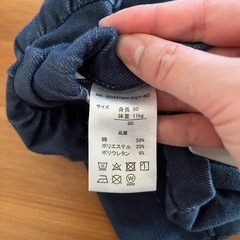 サイズ 身長 80
体重 11kg
80
品質
綿 59%
ポリエステル 35%
ポリウレタン 6%